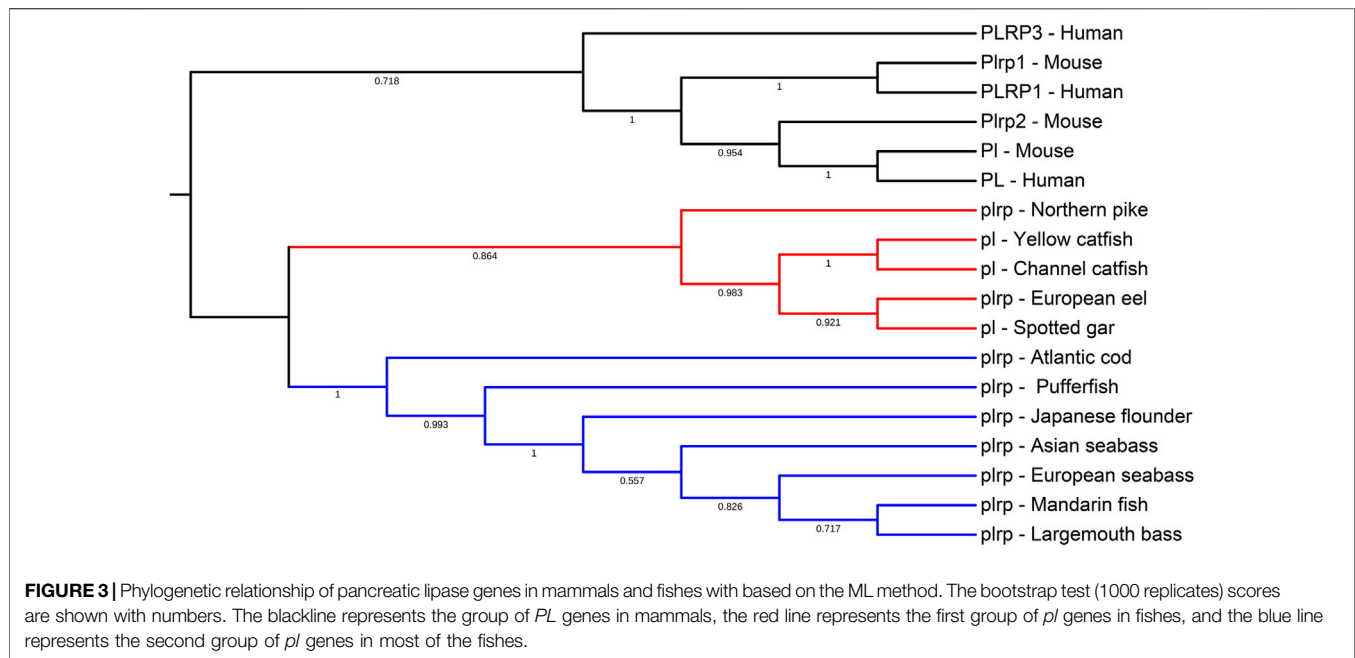 PLRP3 - Human
0.718
Plrp1 - Mouse
1
PLRP1 - Human
1
Plrp2 - Mouse
0.954
Pl - Mouse
1
PL - Human
plrp - Northern pike
0.864
pl - Yellow catfish
1
pl - Channel catfish
0.983
plrp - European eel
0.921
pl - Spotted gar
plrp - Atlantic cod
1
plrp -  Pufferfish
0.993
plrp - Japanese flounder
1
plrp - Asian seabass
0.557
plrp - European seabass
0.826
plrp - Mandarin fish
0.717
plrp - Largemouth bass
FIGURE 3 | Phylogenetic relationship of pancreatic lipase genes in mammals and fishes with based on the ML method. The bootstrap test (1000 replicates) scores
are shown with numbers. The blackline represents the group of PL genes in mammals, the red line represents the first group of pl genes in fishes, and the blue line
represents the second group of pl genes in most of the fishes.